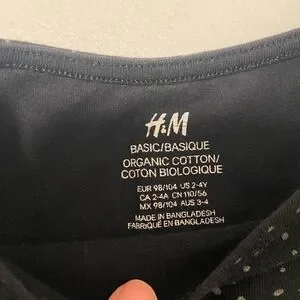 H&M
BASIC/BASIQUE
ORGANIC COTTON/
COTON BIOLOGIQUE
EUR 98/104 US 2-4Y
CA 2-4A CN 110/56
MX 98/104 AUS 3-4
MADE IN BANGLADESH
FABRIQUÉ EN BANGLADESH